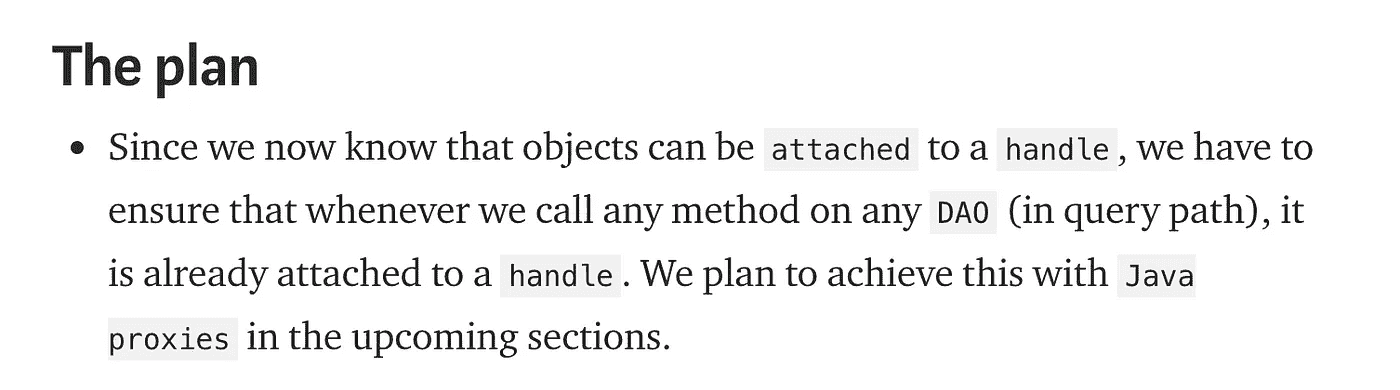 The plan
• Since we now know that objects can be attached to a handle, we have to
ensure that whenever we call any method on any DAO (in query path), it
is already attached to a handle. We plan to achieve this with Java
proxies in the upcoming sections.